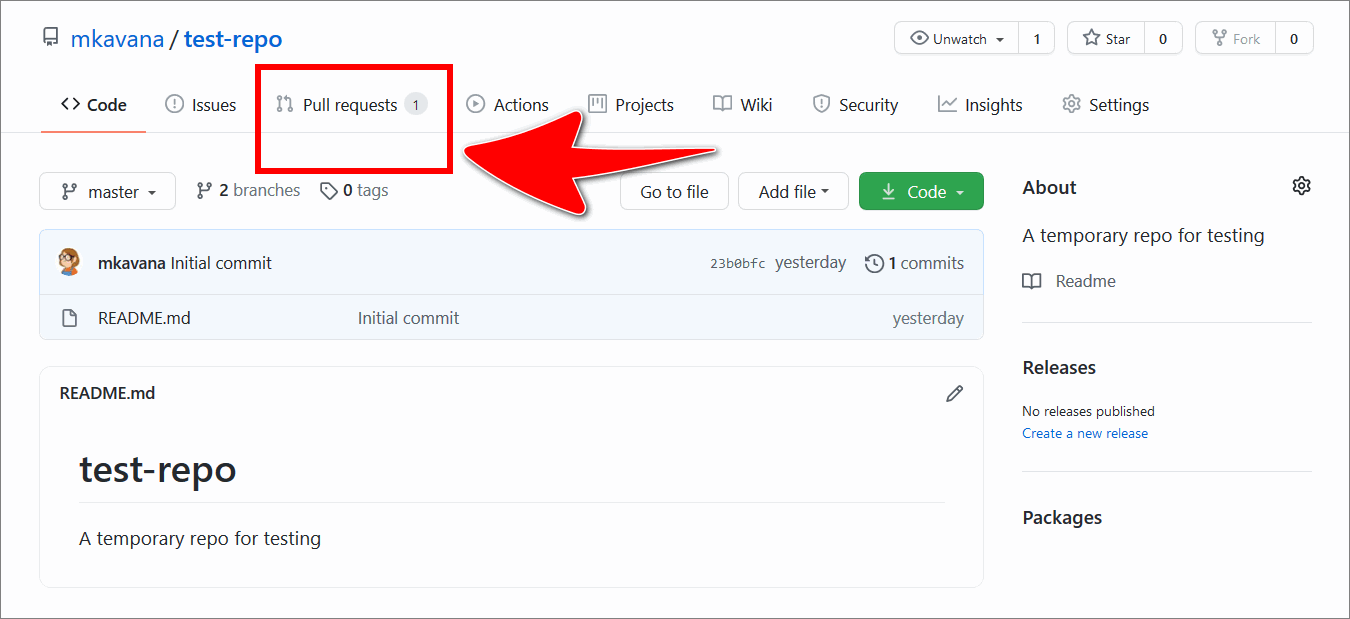 mkavana / test-repo
Unwatch 1 Star 0 Fork 0
Code Issues Pull requests 1 Actions Projects Wiki Security Insights Settings
master 2 branches 0 tags Go to file Add file Code
mkavana Initial commit 23b0bfc yesterday 1 commits
README.md Initial commit yesterday
README.md
test-repo
A temporary repo for testing
About
A temporary repo for testing
Readme
Releases
No releases published
Create a new release
Packages